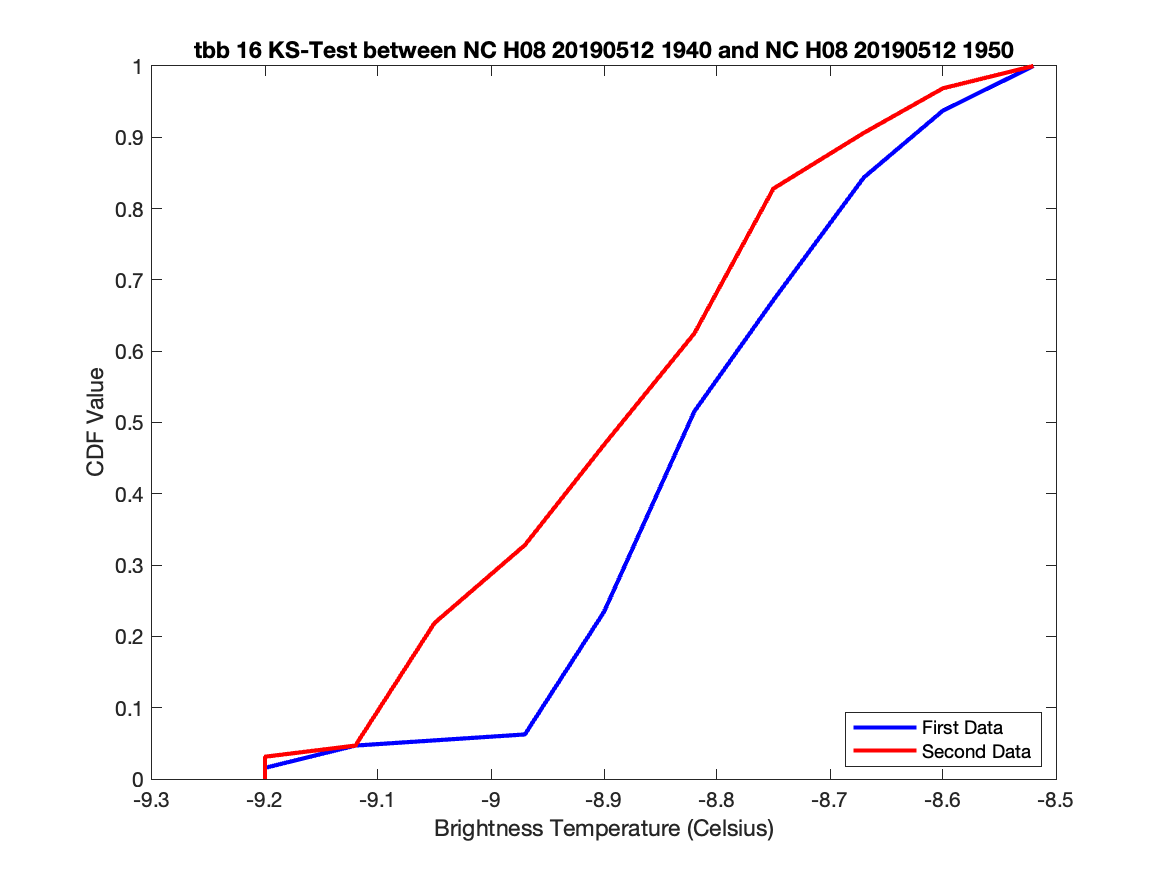 tbb 16 KS-Test between NC H08 20190512 1940 and NC H08 20190512 1950
1
0.9
0.8
0.7
0.6
0.5
0.4
0.3
0.2
0.1
0
CDF Value
First Data
Second Data
-9.3 -9.2 -9.1 -9 -8.9 -8.8 -8.7 -8.6 -8.5
Brightness Temperature (Celsius)